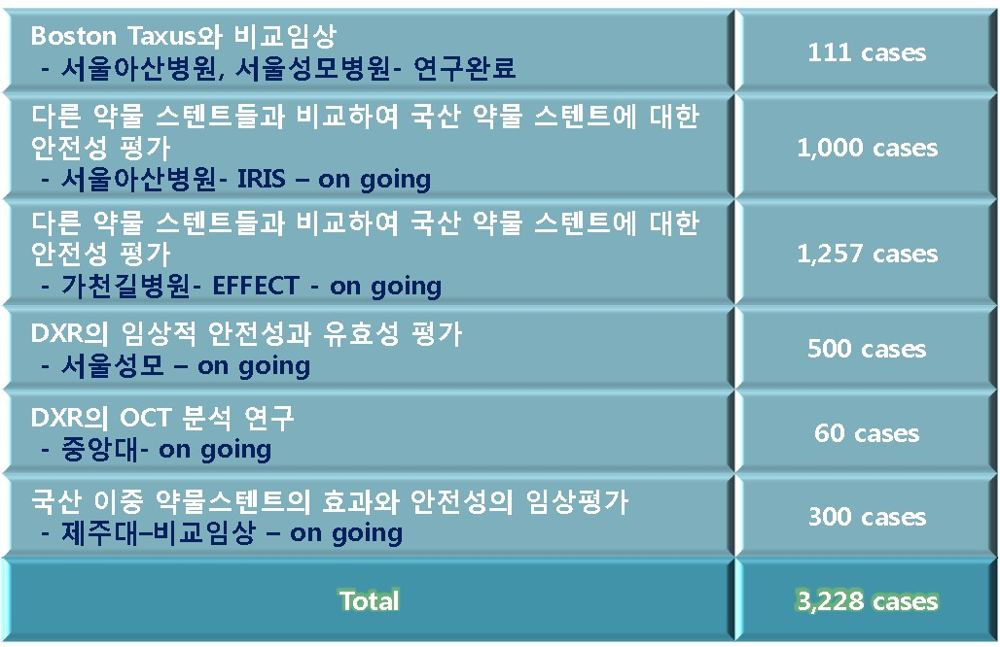 Boston Taxus와 비교임상
- 서울아산병원, 서울성모병원- 연구완료
111 cases
다른 약물 스텐트들과 비교하여 국산 약물 스텐트에 대한
안전성 평가
- 서울아산병원- IRIS – on going
1,000 cases
다른 약물 스텐트들과 비교하여 국산 약물 스텐트에 대한
안전성 평가
- 가천길병원- EFFECT - on going
1,257 cases
DXR의 임상적 안전성과 유효성 평가
- 서울성모 – on going
500 cases
DXR의 OCT 분석 연구
- 중앙대- on going
60 cases
국산 이중 약물스텐트의 효과와 안전성의 임상평가
- 제주대–비교임상 – on going
300 cases
Total
3,228 cases